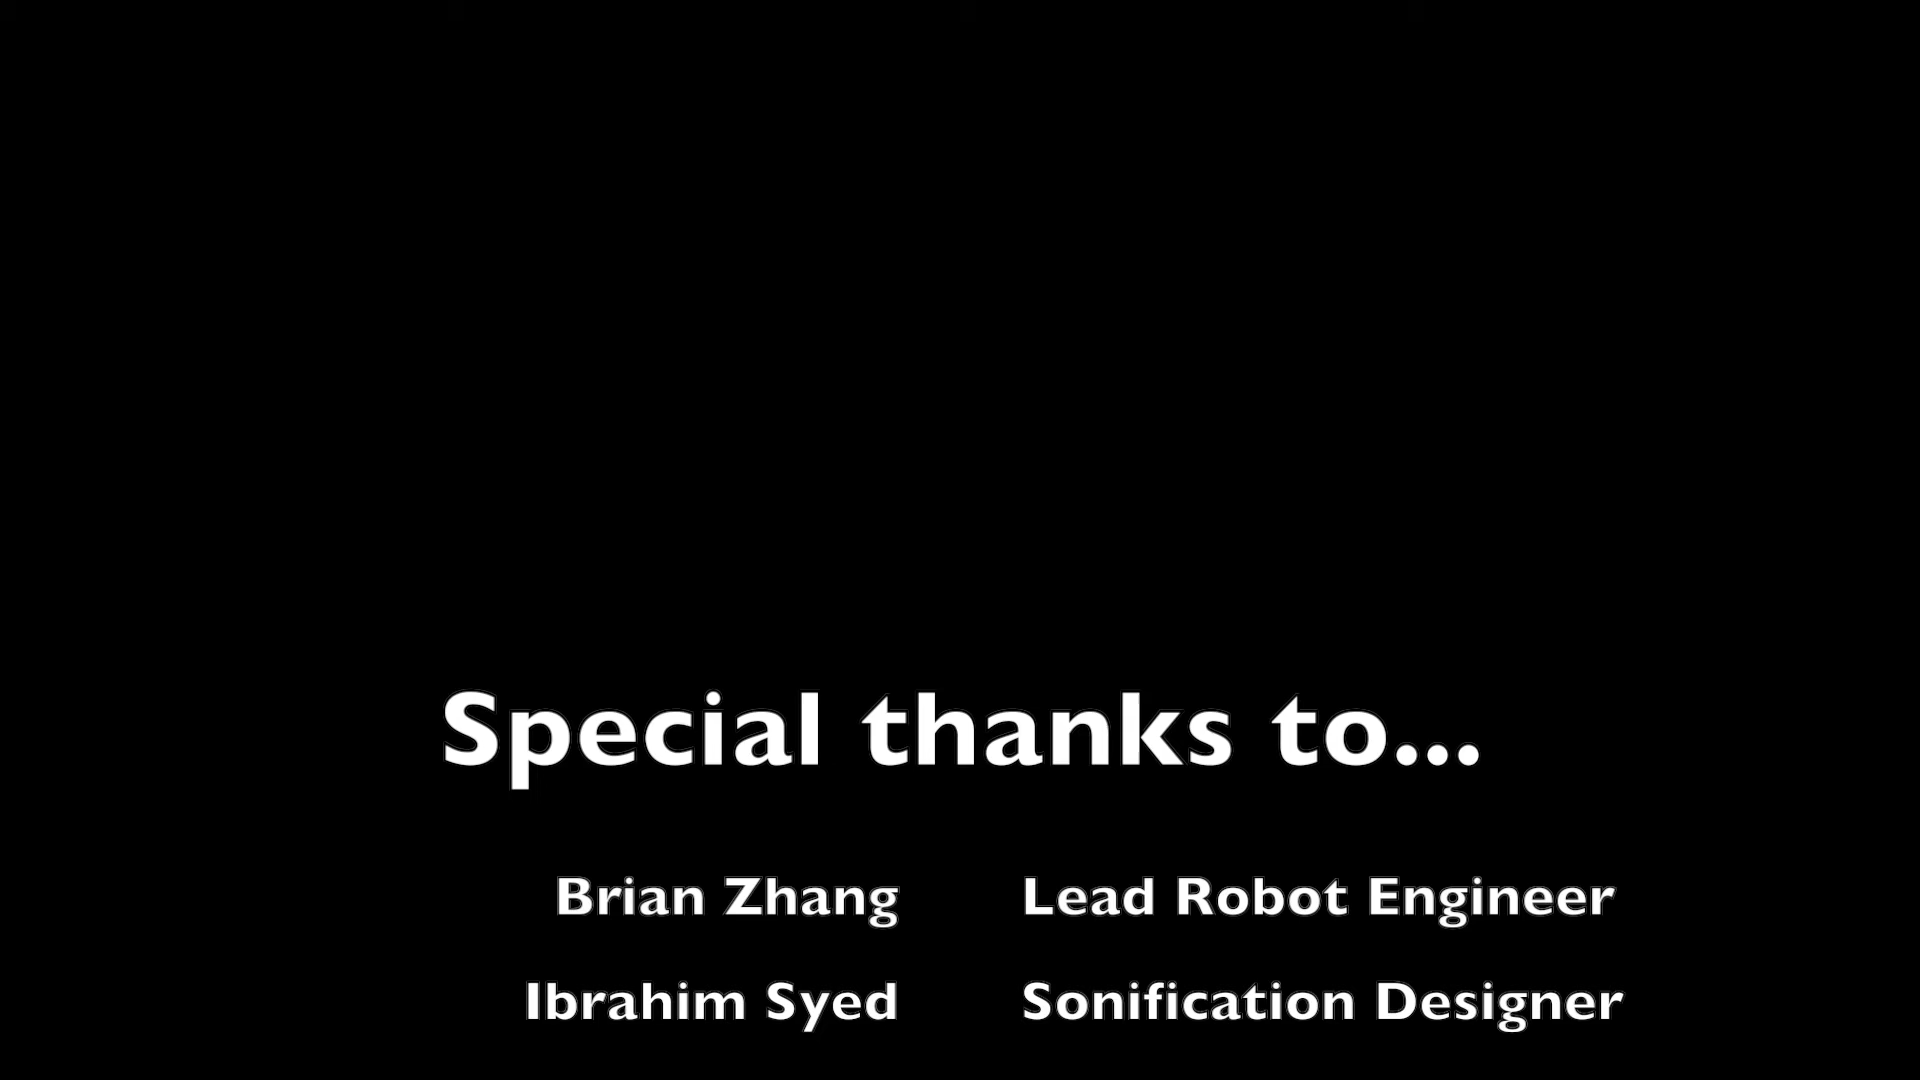 Special thanks to...
Brian Zhang Lead Robot Engineer
Ibrahim Syed Sonification Designer